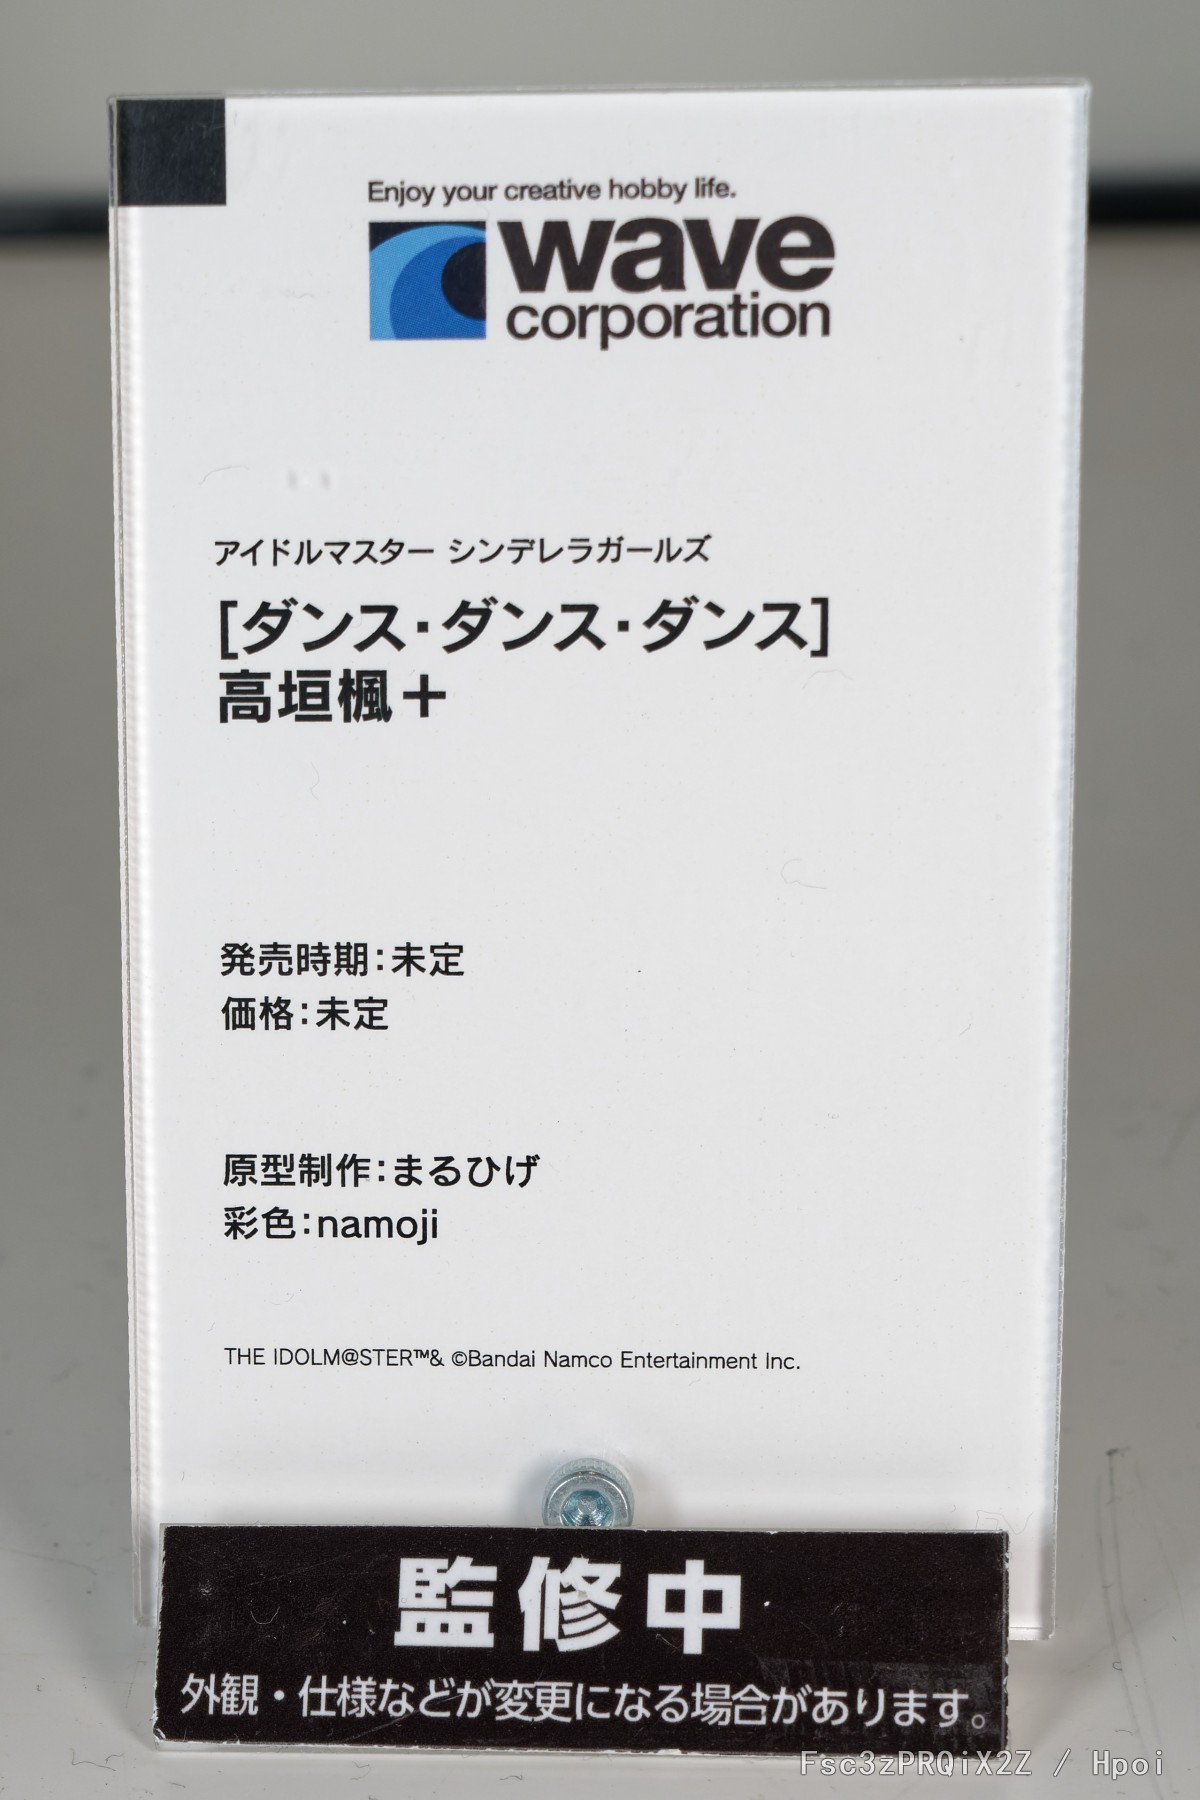 Enjoy your creative hobby life.
wave
corporation
アイドルマスター シンデレラガールズ
[ダンス・ダンス・ダンス]
高垣楓＋
発売時期：未定
価格：未定
原型制作：まるひげ
彩色：namoji
THE IDOLM@STER™& ©Bandai Namco Entertainment Inc.
監修中
外観・仕様などが変更になる場合があります。
Fsc3zPRQiX2Z / Hpoi